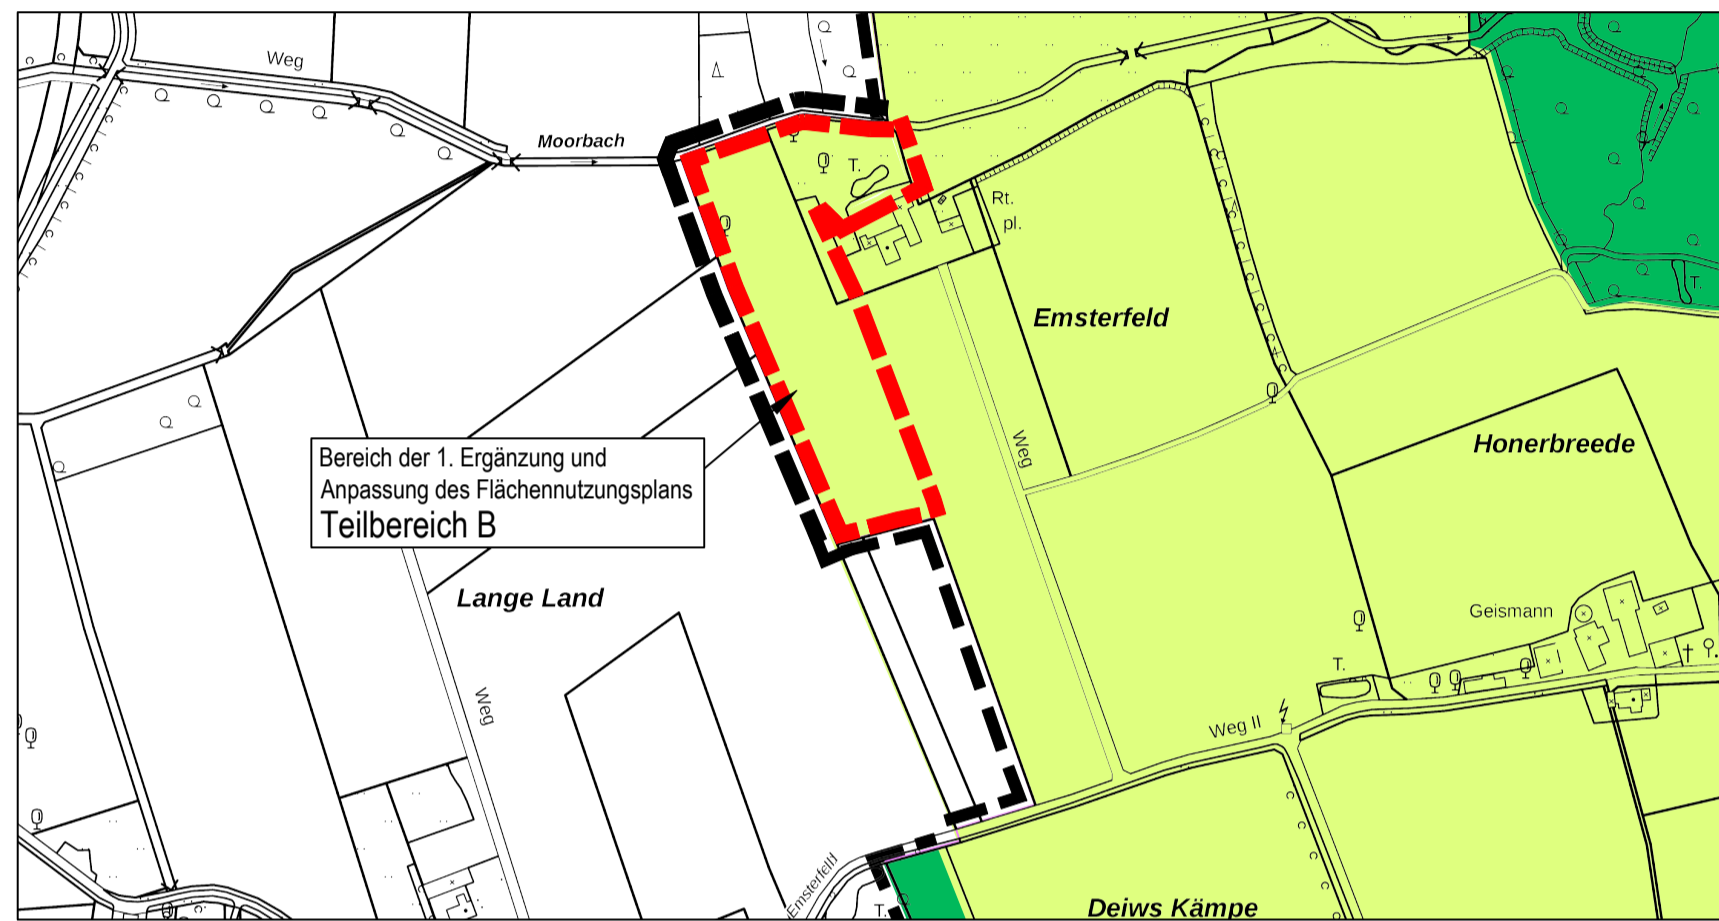 Weg
Moorbach
T.
Rt.
pl.
T.
Emsterfeld
Weg
Honerbreede
Bereich der 1. Ergänzung und
Anpassung des Flächennutzungsplans
Teilbereich B
Lange Land
Geismann
T.
Weg
Weg II
EmsterfeldI
T.
Deiws Kämpe